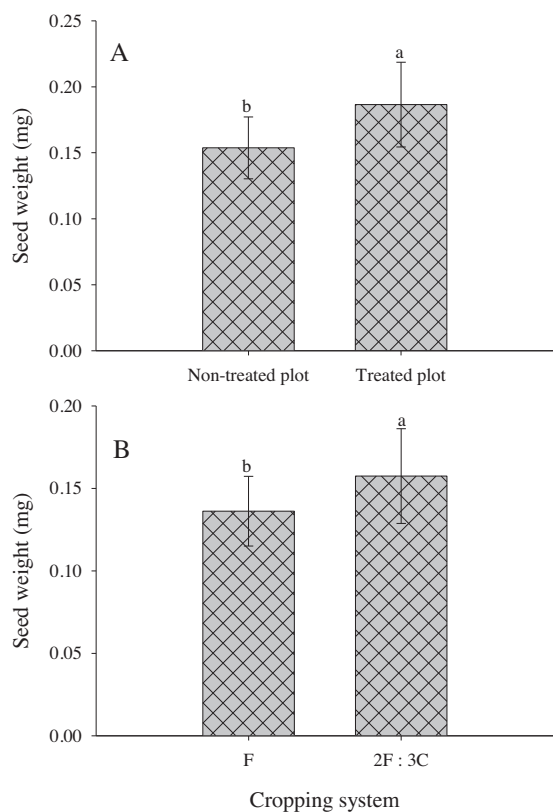 0.25
A
a
0.20
b
Seed weight (mg)
0.15
0.10
0.05
0.00
Non-treated plot Treated plot
0.20
B
a
b
0.15
Seed weight (mg)
0.10
0.05
0.00
F 2F : 3C
Cropping system